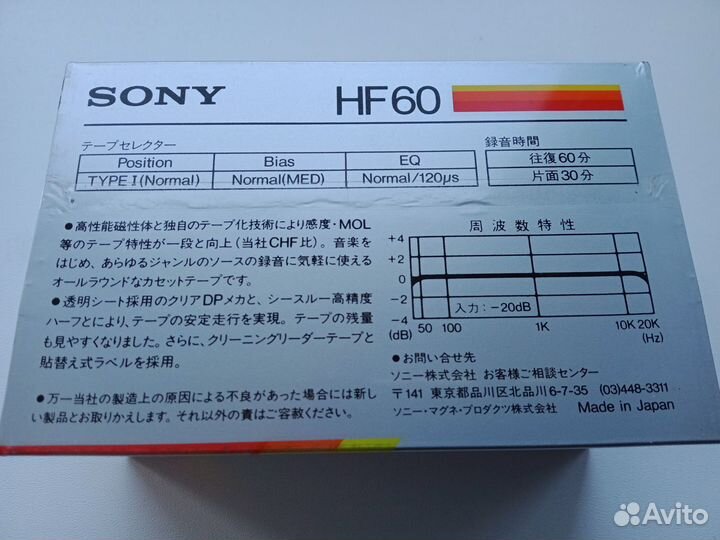 SONY HF60
テープセレクター
Position Bias EQ
TYPE I(Normal) Normal(MED) Normal/120μs
録音時間
往復60分
片面30分
●高性能磁性体と独自のテープ化技術により感度・MOL
等のテープ特性が一段と向上(当社CHF比)。音楽を
はじめ、あらゆるジャンルのソースの録音に気軽に使える
オールラウンドなカセットテープです。
●透明シート採用のクリアDPメカと、シースルー高精度
ハーフとにより、テープの安定走行を実現。テープの残量
も見やすくなりました。さらに、クリーニングリーダーテープと
貼替え式ラベルを採用。
●万一当社の製造上の原因による不良があった場合には新し
い製品とお取りかえします。それ以外の責はご容赦ください。
周波数特性
+4
+2
0
-2
-4
(dB)
入力:-20dB
50 100 1K 10K 20K
(Hz)
●お問い合せ先
ソニー株式会社 お客様ご相談センター
〒141 東京都品川区北品川6-7-35 (03)448-3311
ソニー・マグネ・プロダクツ株式会社 Made in Japan
Avito